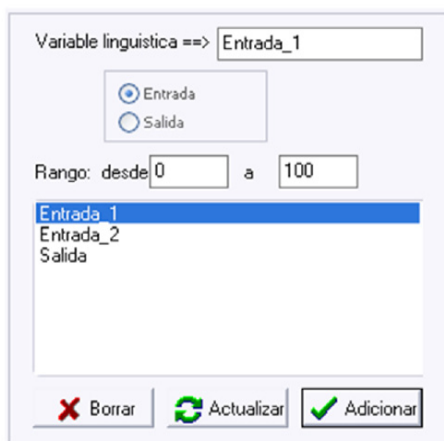 Variable linguistica ==> Entrada_1
Entrada
Salida
Rango: desde 0 a 100
Entrada_1
Entrada_2
Salida
Borrar Actualizar Adicionar